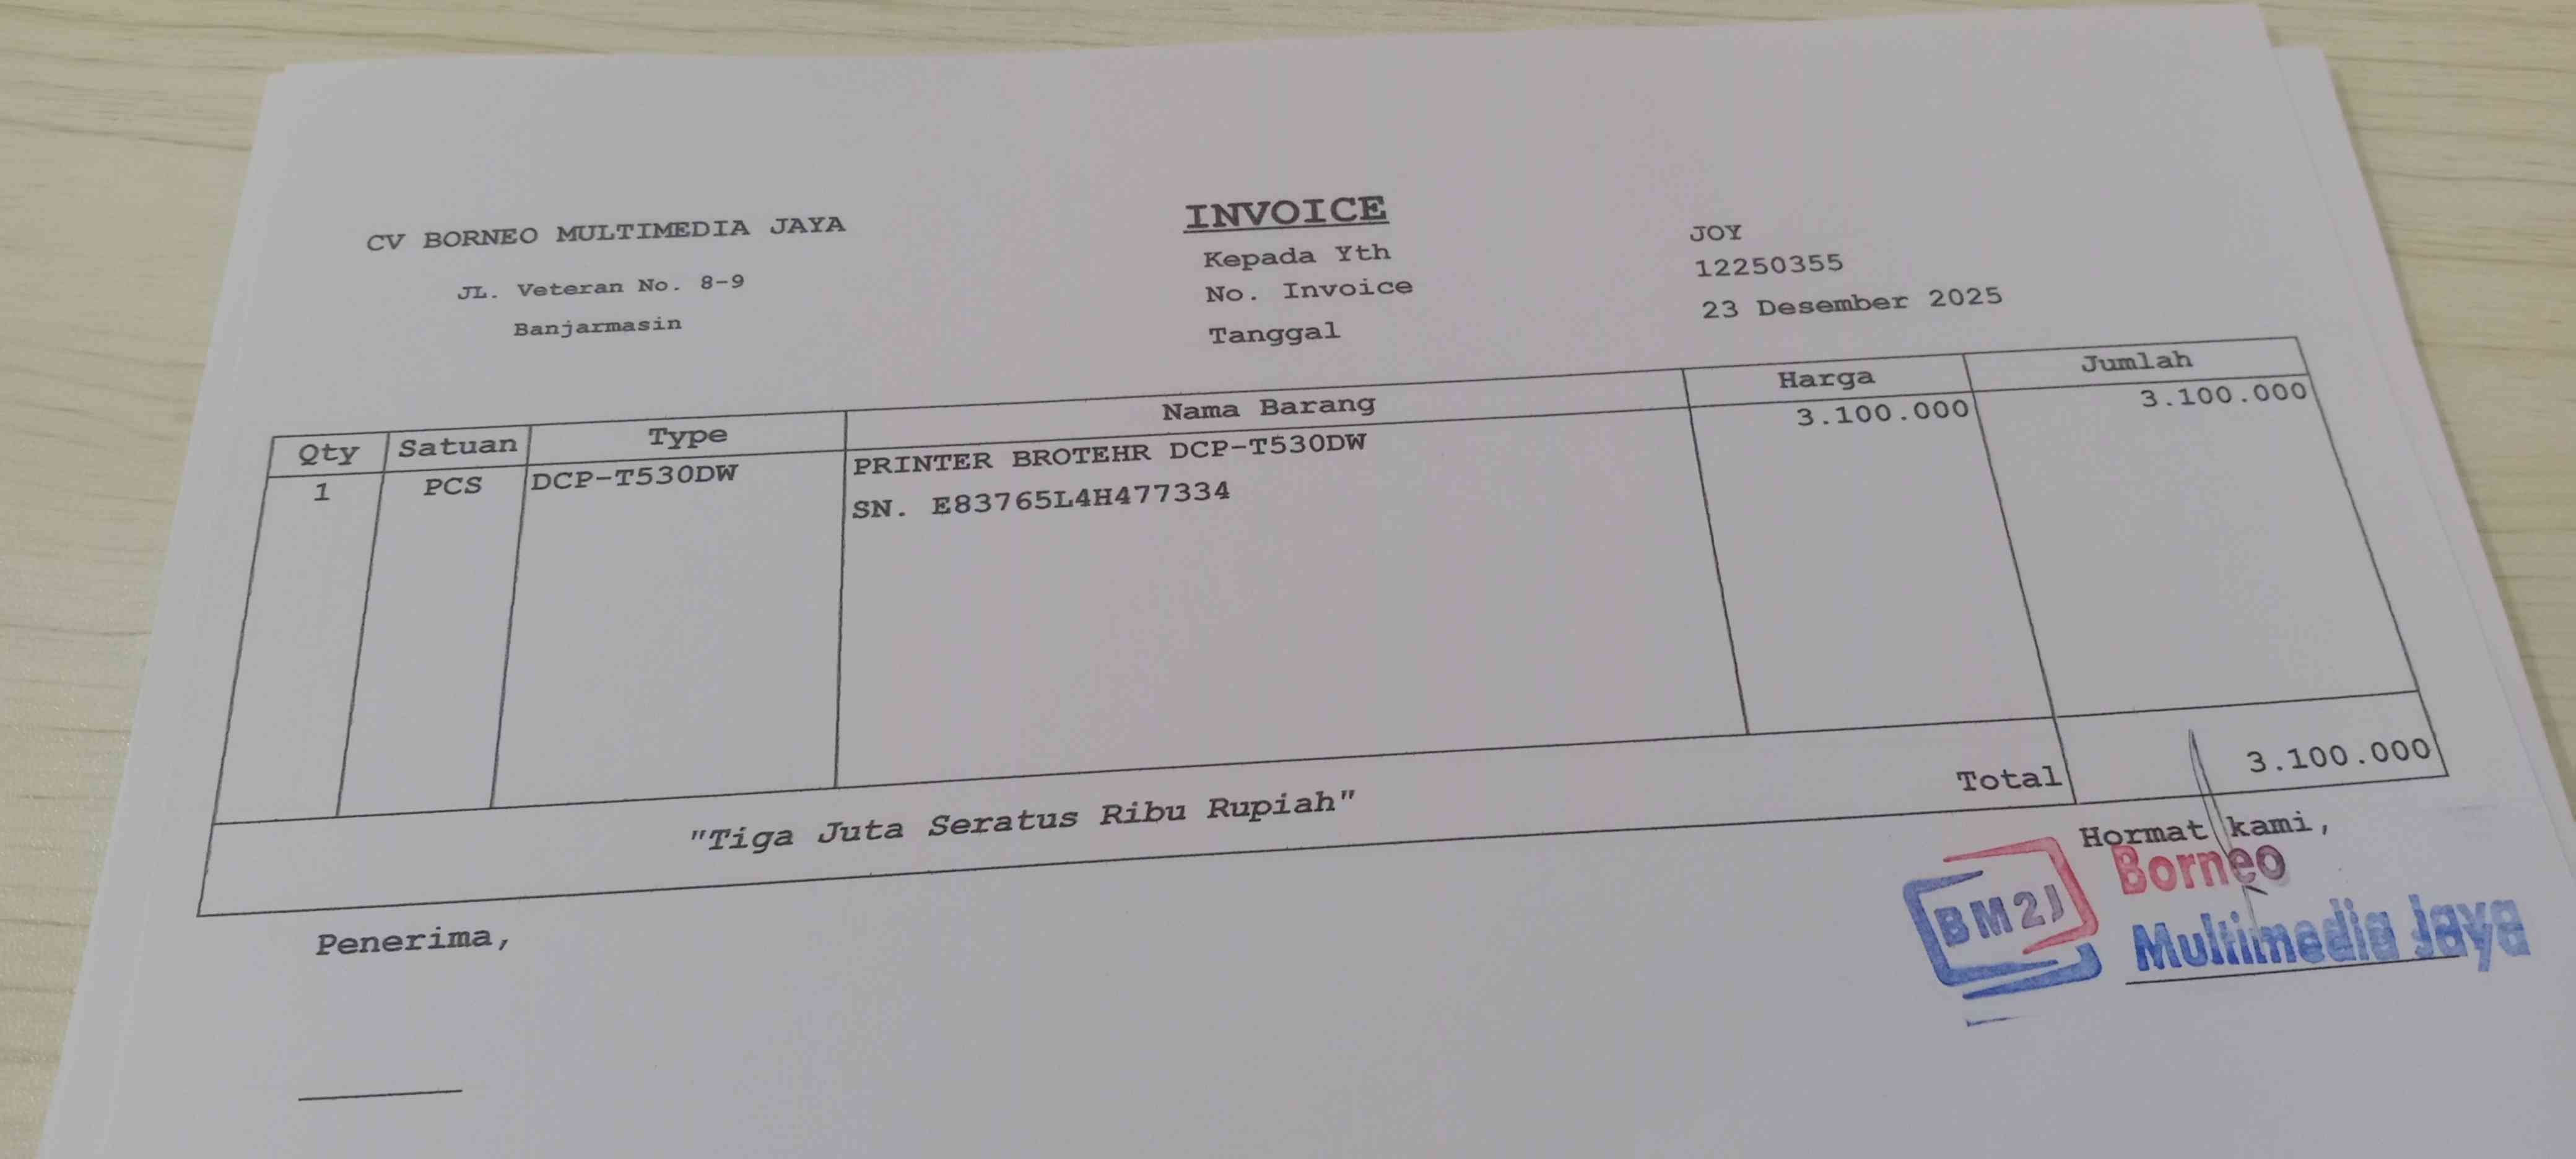 INVOICE
CV BORNEO MULTIMEDIA JAYA
JL. Veteran No. 8-9
Banjarmasin
Kepada Yth JOY
No. Invoice 12250355
Tanggal 23 Desember 2025
Qty Satuan Type Nama Barang Harga Jumlah
1 PCS DCP-T530DW PRINTER BROTEHR DCP-T530DW 3.100.000 3.100.000
SN. E83765L4H477334
"Tiga Juta Seratus Ribu Rupiah" Total 3.100.000
Penerima, Hormat kami,
BM2J Borneo
Multimedia Jaya